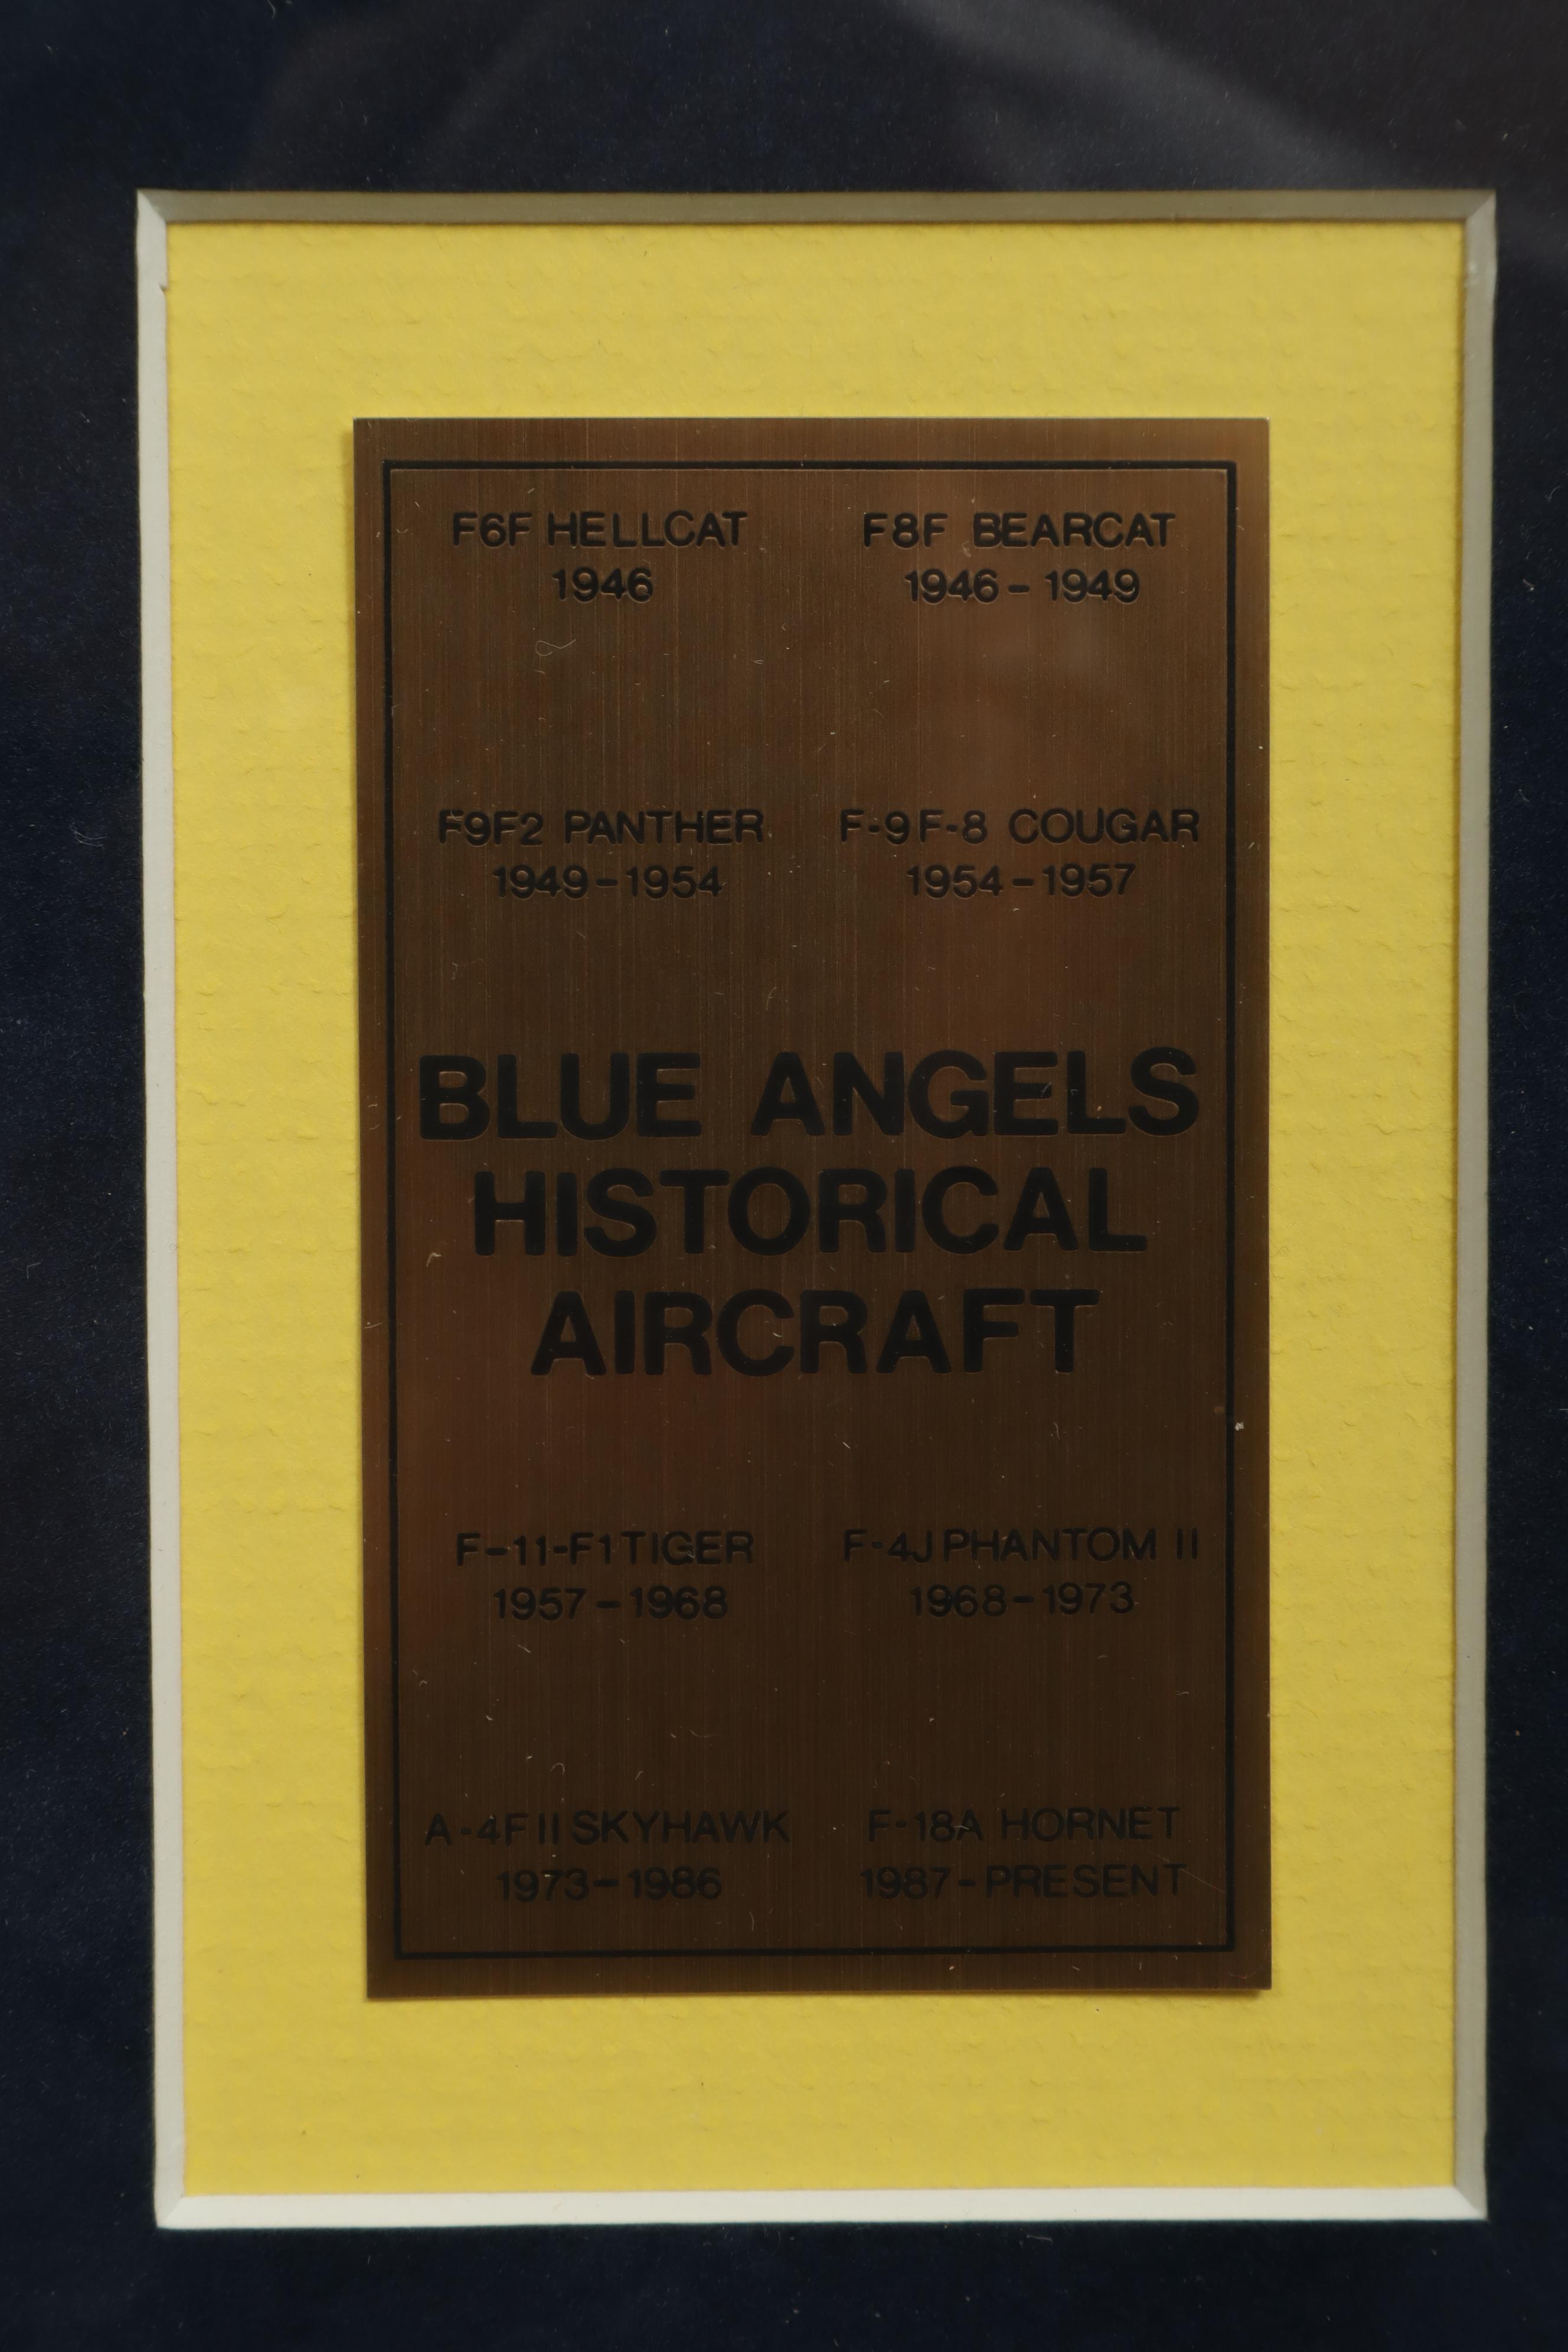 F6F HELLCAT
1946
F8F BEARCAT
1946 - 1949
F9F2 PANTHER
1949 - 1954
F-9F-8 COUGAR
1954 - 1957
BLUE ANGELS
HISTORICAL
AIRCRAFT
F-11-F1 TIGER
1957 - 1968
F-4J PHANTOM II
1968 - 1973
A-4F II SKYHAWK
1973 - 1986
F-18A HORNET
1987 - PRESENT